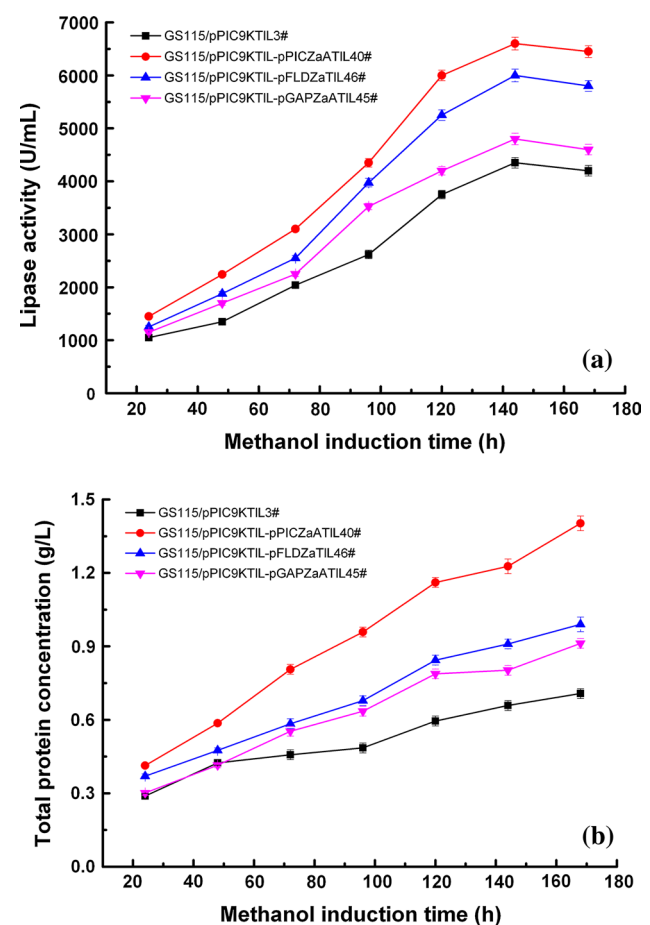 7000
6000
5000
4000
3000
2000
1000
0
Lipase activity (U/mL)
GS115/pPIC9KTIL3#
GS115/pPIC9KTIL-pPICZaATIL40#
GS115/pPIC9KTIL-pFLDZaTIL46#
GS115/pPIC9KTIL-pGAPZaATIL45#
(a)
20 40 60 80 100 120 140 160 180
Methanol induction time (h)
1.5
1.2
0.9
0.6
0.3
0.0
Total protein concentration (g/L)
GS115/pPIC9KTIL3#
GS115/pPIC9KTIL-pPICZaATIL40#
GS115/pPIC9KTIL-pFLDZaTIL46#
GS115/pPIC9KTIL-pGAPZaATIL45#
(b)
20 40 60 80 100 120 140 160 180
Methanol induction time (h)